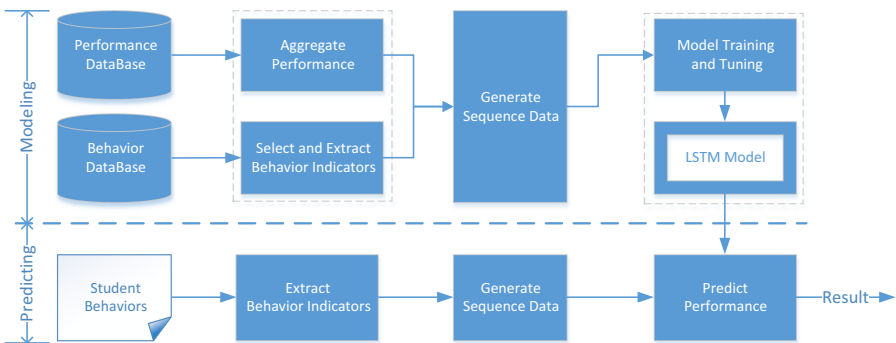 Modeling
Performance
DataBase
Aggregate
Performance
Generate
Sequence Data
Model Training
and Tuning
Behavior
DataBase
Select and Extract
Behavior Indicators
LSTM Model
Predicting
Student
Behaviors
Extract
Behavior Indicators
Generate
Sequence Data
Predict
Performance
Result